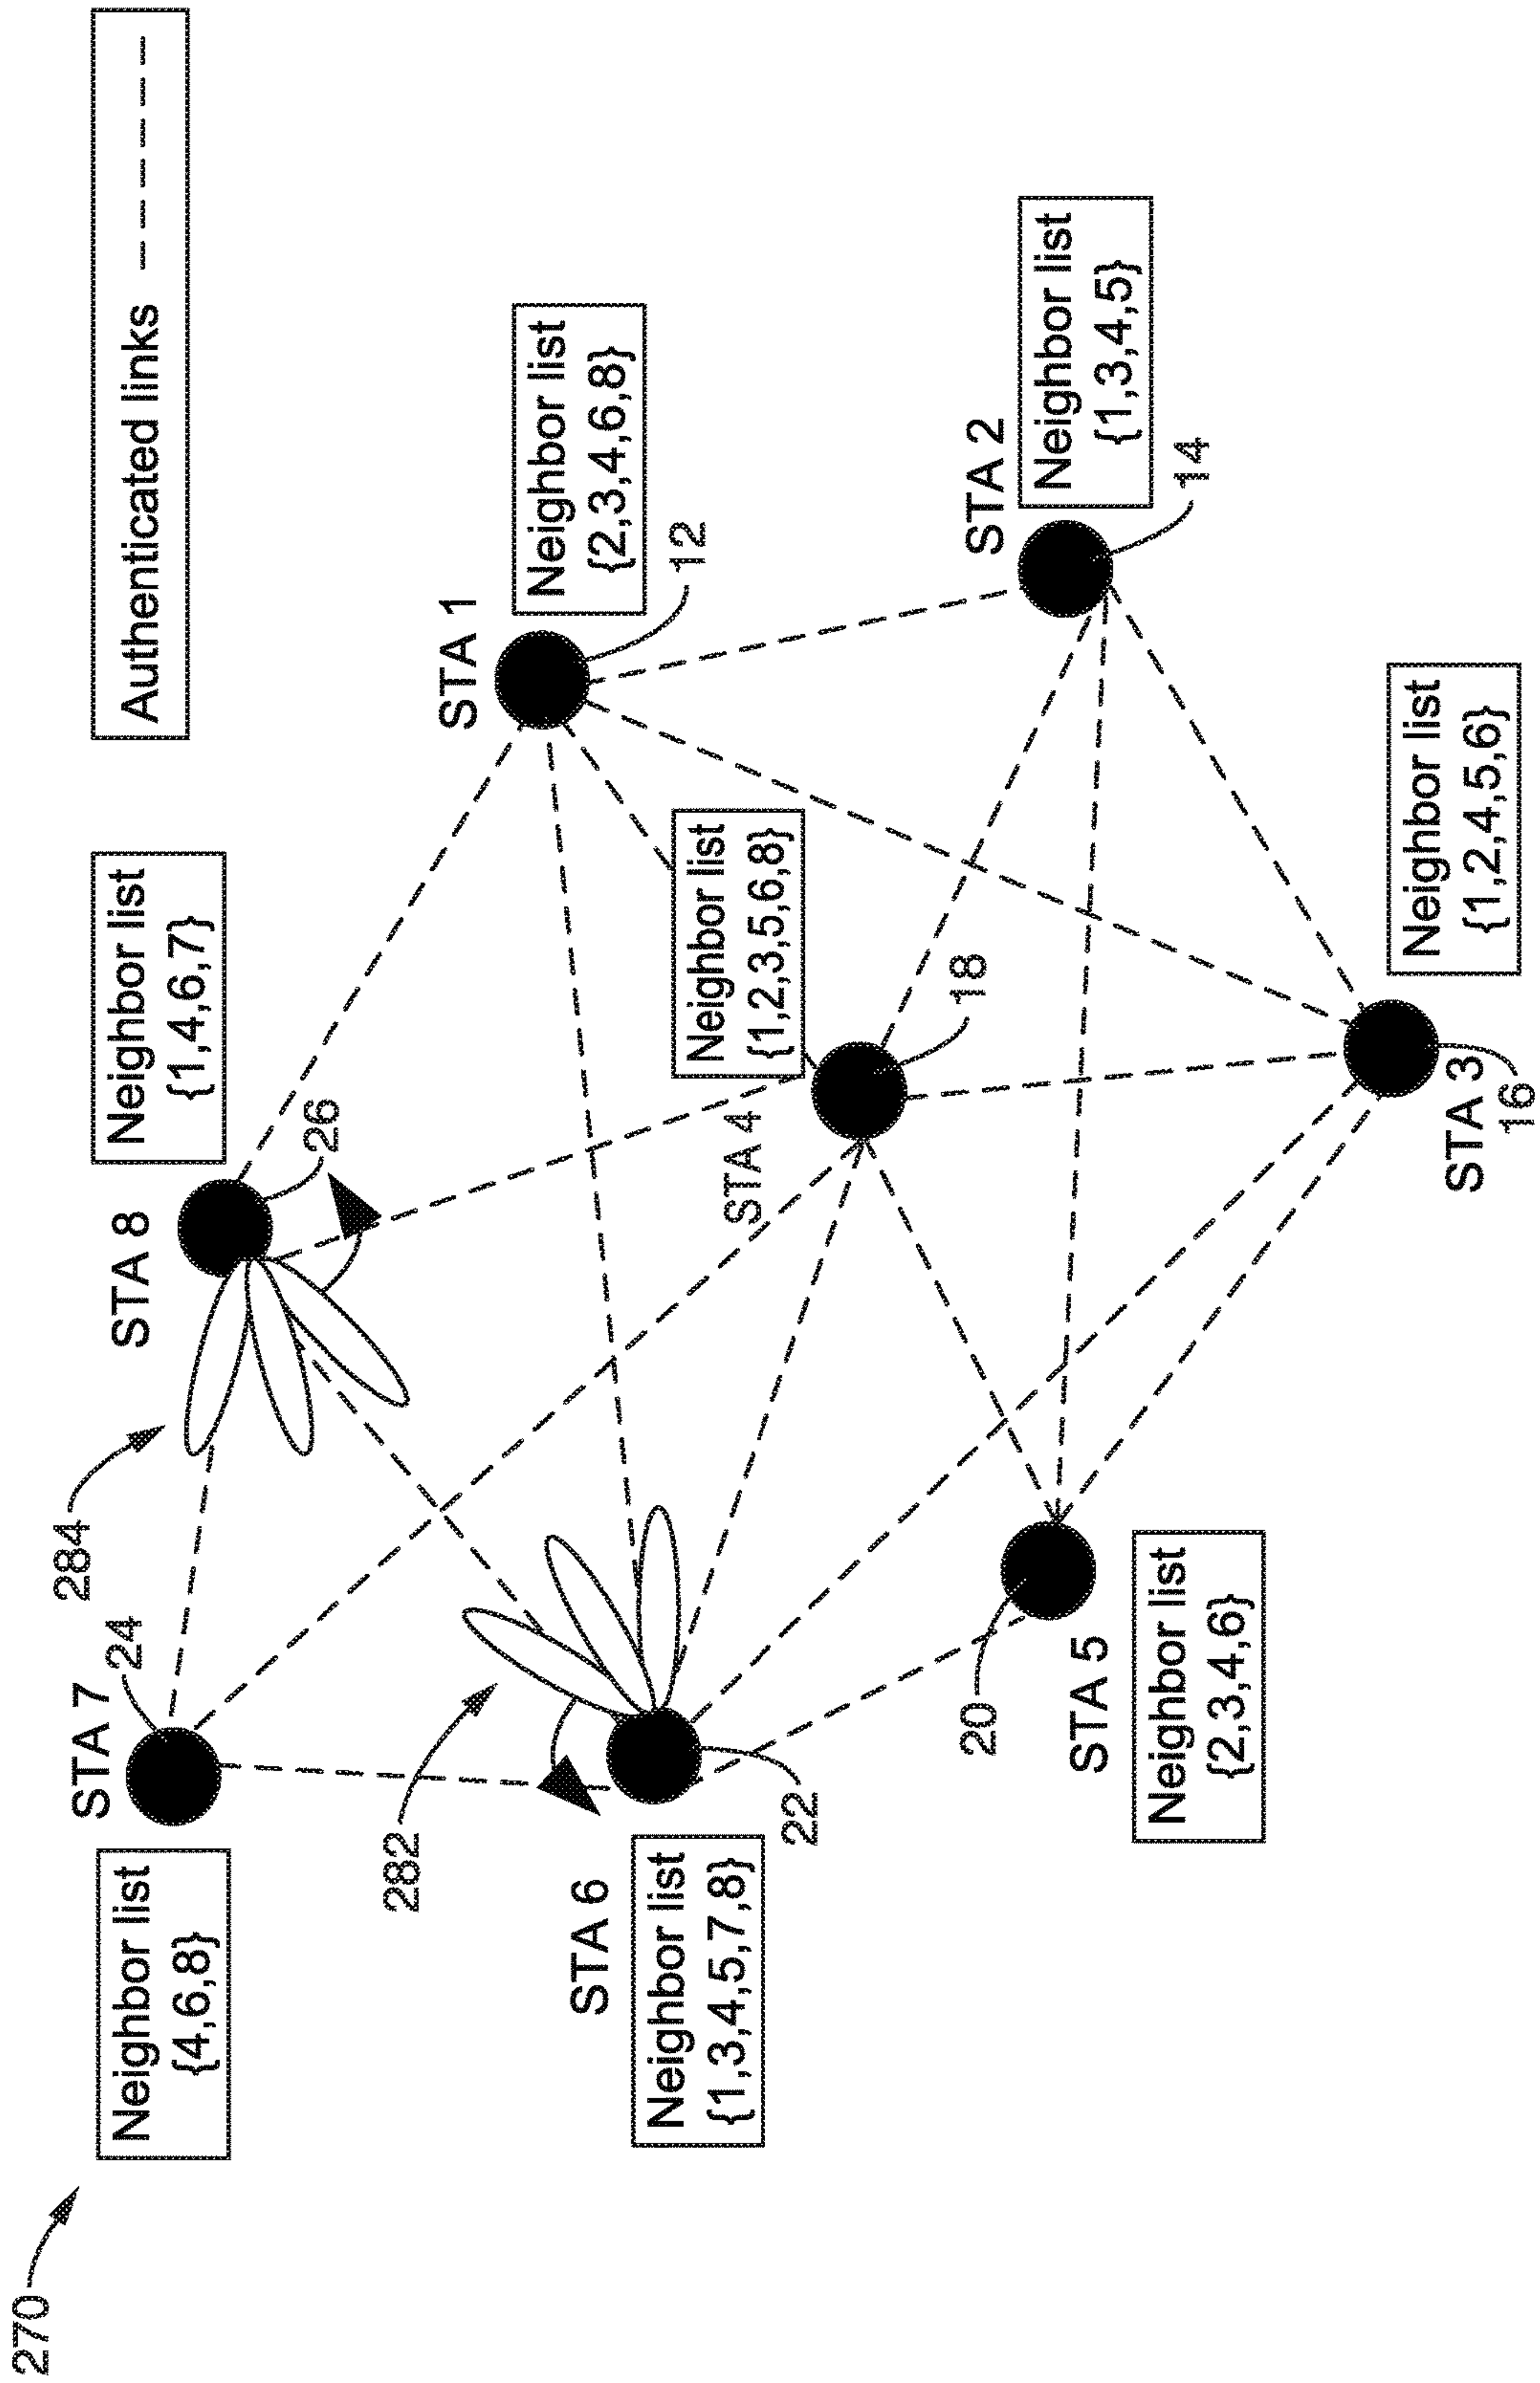 270
Authenticated links
STA 7
24
Neighbor list
{4,6,8}
284
STA 8
26
Neighbor list
{1,4,6,7}
282
STA 6
22
Neighbor list
{1,3,4,5,7,8}
STA 1
12
Neighbor list
{2,3,4,6,8}
Neighbor list
{1,2,3,5,6,8}
STA 4
18
STA 2
14
Neighbor list
{1,3,4,5}
20
STA 5
Neighbor list
{2,3,4,6}
Neighbor list
{1,2,4,5,6}
STA 3
16